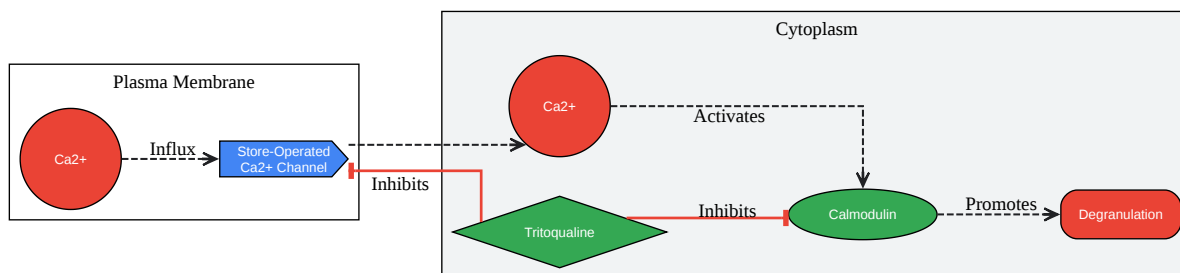 Cytoplasm
Plasma Membrane
Ca2+
Influx
Store-Operated
Ca2+ Channel
Inhibits
Ca2+
Activates
Tritoqualine
Inhibits
Calmodulin
Promotes
Degranulation